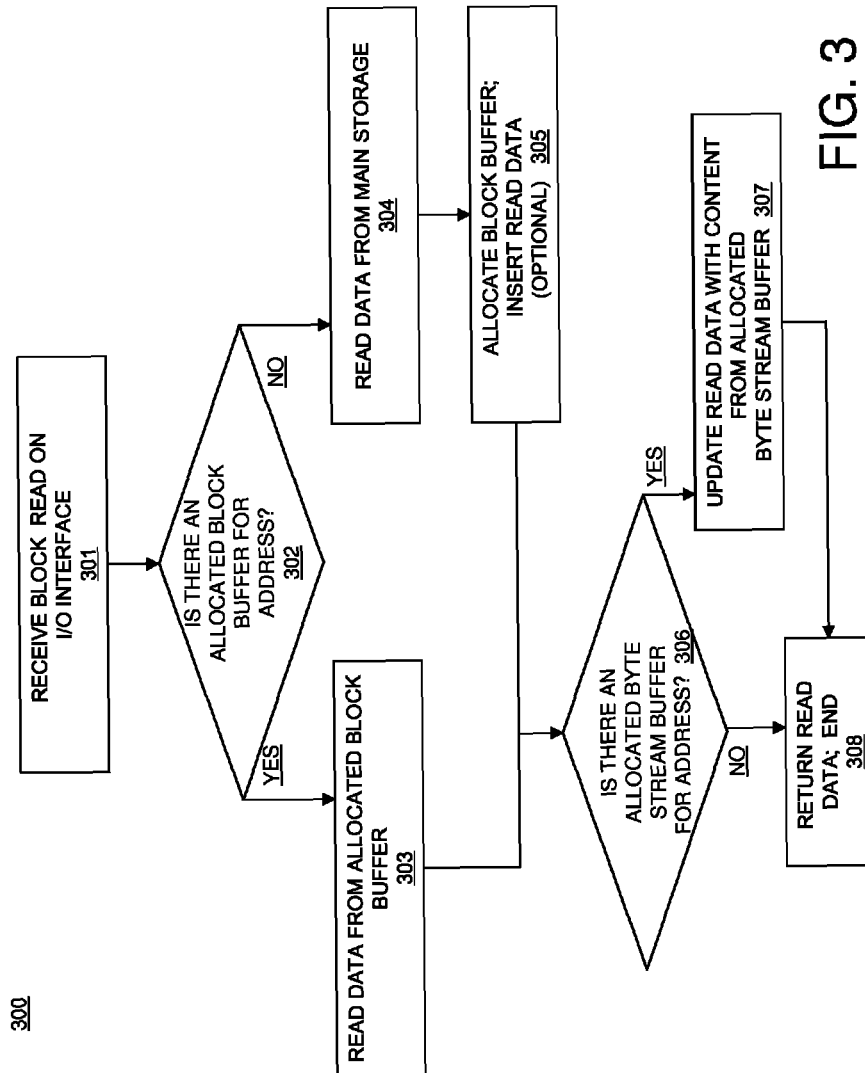 300
RECEIVE BLOCK READ ON
I/O INTERFACE
301
IS THERE AN
ALLOCATED BLOCK
BUFFER FOR
ADDRESS?
302
YES
NO
READ DATA FROM ALLOCATED BLOCK
BUFFER
303
READ DATA FROM MAIN STORAGE
304
ALLOCATE BLOCK BUFFER;
INSERT READ DATA
(OPTIONAL) 305
IS THERE AN
ALLOCATED BYTE
STREAM BUFFER
FOR ADDRESS? 306
YES
NO
UPDATE READ DATA WITH CONTENT
FROM ALLOCATED
BYTE STREAM BUFFER 307
RETURN READ
DATA; END
308
FIG. 3